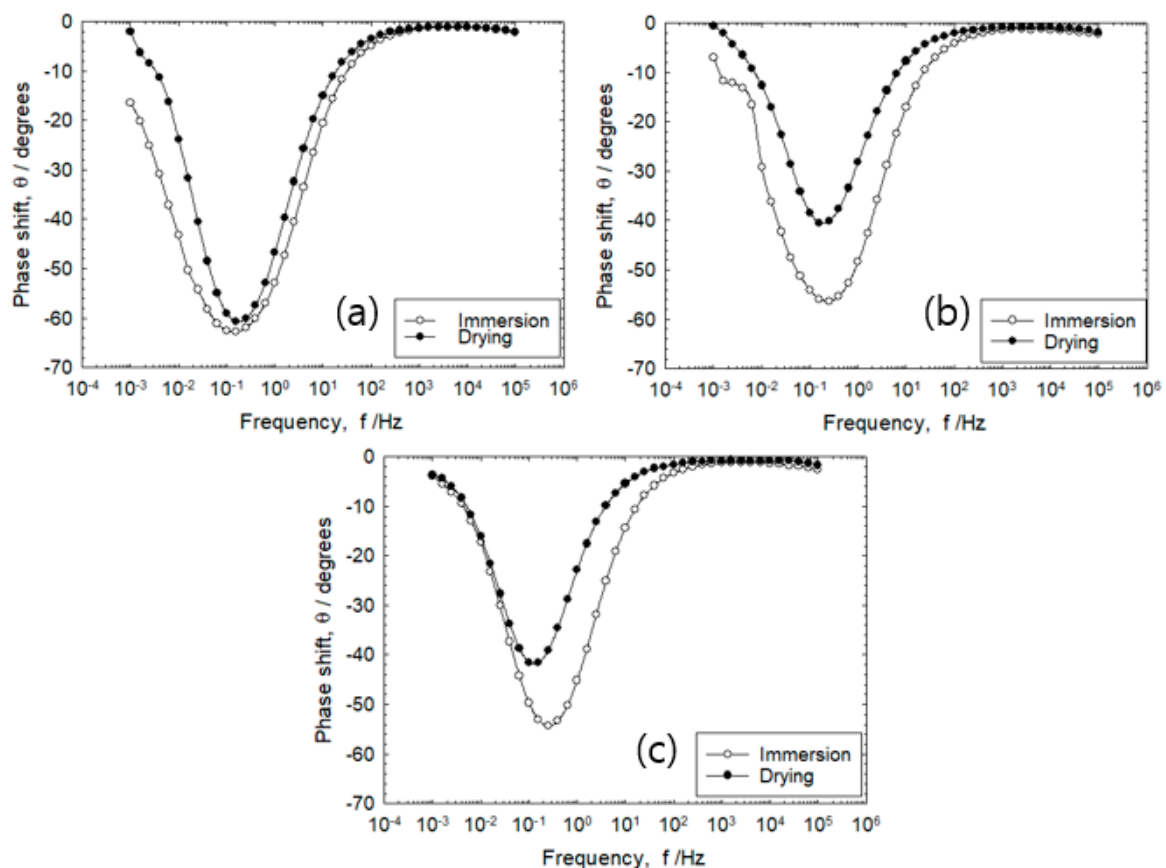 0
-10
-20
-30
-40
-50
-60
-70
Phase shift, θ / degrees
10⁻⁴ 10⁻³ 10⁻² 10⁻¹ 10⁰ 10¹ 10² 10³ 10⁴ 10⁵ 10⁶
Frequency, f /Hz
(a)
Immersion
Drying
0
-10
-20
-30
-40
-50
-60
-70
Phase shift, θ / degrees
10⁻⁴ 10⁻³ 10⁻² 10⁻¹ 10⁰ 10¹ 10² 10³ 10⁴ 10⁵ 10⁶
Frequency, f /Hz
(b)
Immersion
Drying
0
-10
-20
-30
-40
-50
-60
-70
Phase shift, θ / degrees
10⁻⁴ 10⁻³ 10⁻² 10⁻¹ 10⁰ 10¹ 10² 10³ 10⁴ 10⁵ 10⁶
Frequency, f /Hz
(c)
Immersion
Drying